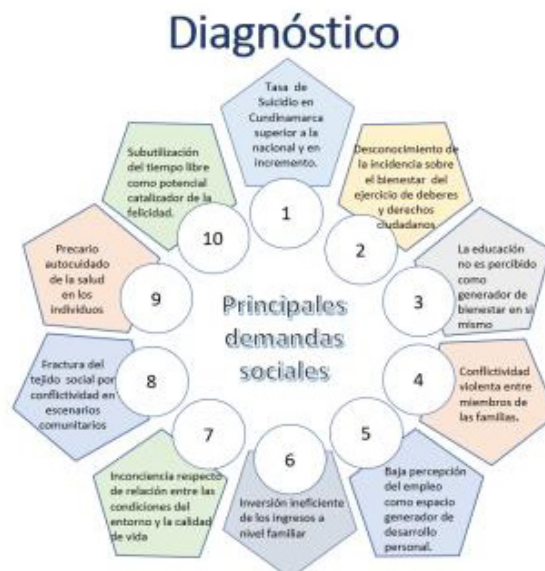 Diagnóstico
Tasa de
Suicidio en
Cundinamarca
superior a la
nacional y en
incremento.
1
Desconocimiento de
la incidencia sobre
el bienestar del
ejercicio de deberes
y derechos
ciudadanos
2
La educación
no es percibido
como
generador de
bienestar en si
mismo
3
Conflictividad
violenta entre
miembros de
las familias.
4
Baja percepción
del empleo
como espacio
generador de
desarrollo
personal.
5
Inversión ineficiente
de los ingresos a
nivel familiar
6
Inconciencia respecto
de relación entre las
condiciones del
entorno y la calidad
de vida
7
Fractura del
tejido social por
conflictividad en
escenarios
comunitarios
8
Precario
autocuidado
de la salud
en los
individuos
9
Subutilización
del tiempo libre
como potencial
catalizador de la
felicidad.
10
Principales
demandas
sociales